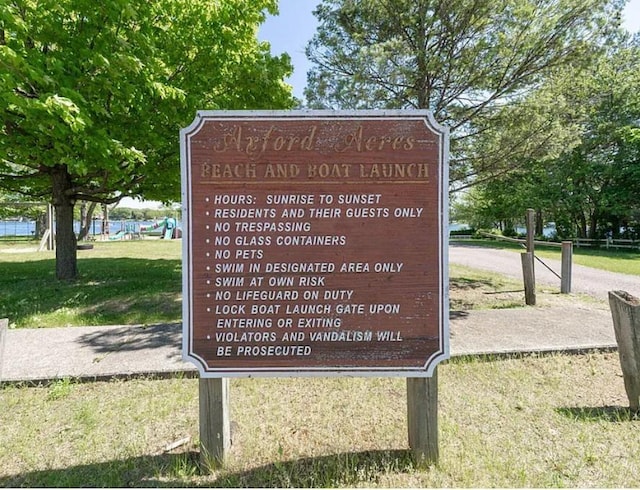 Axford Acres
BEACH AND BOAT LAUNCH
• HOURS: SUNRISE TO SUNSET
• RESIDENTS AND THEIR GUESTS ONLY
• NO TRESPASSING
• NO GLASS CONTAINERS
• NO PETS
• SWIM IN DESIGNATED AREA ONLY
• SWIM AT OWN RISK
• NO LIFEGUARD ON DUTY
• LOCK BOAT LAUNCH GATE UPON
ENTERING OR EXITING
• VIOLATORS AND VANDALISM WILL
BE PROSECUTED